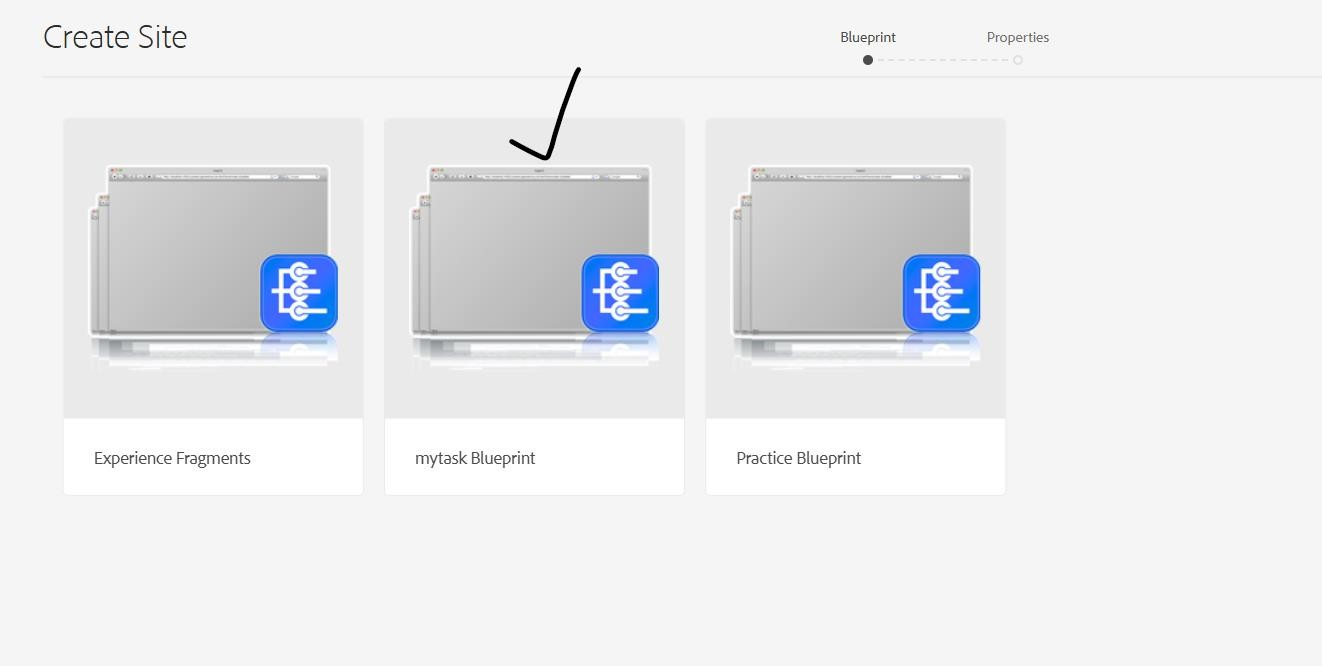 Create Site
Blueprint
Properties
Experience Fragments
mytask Blueprint
Practice Blueprint